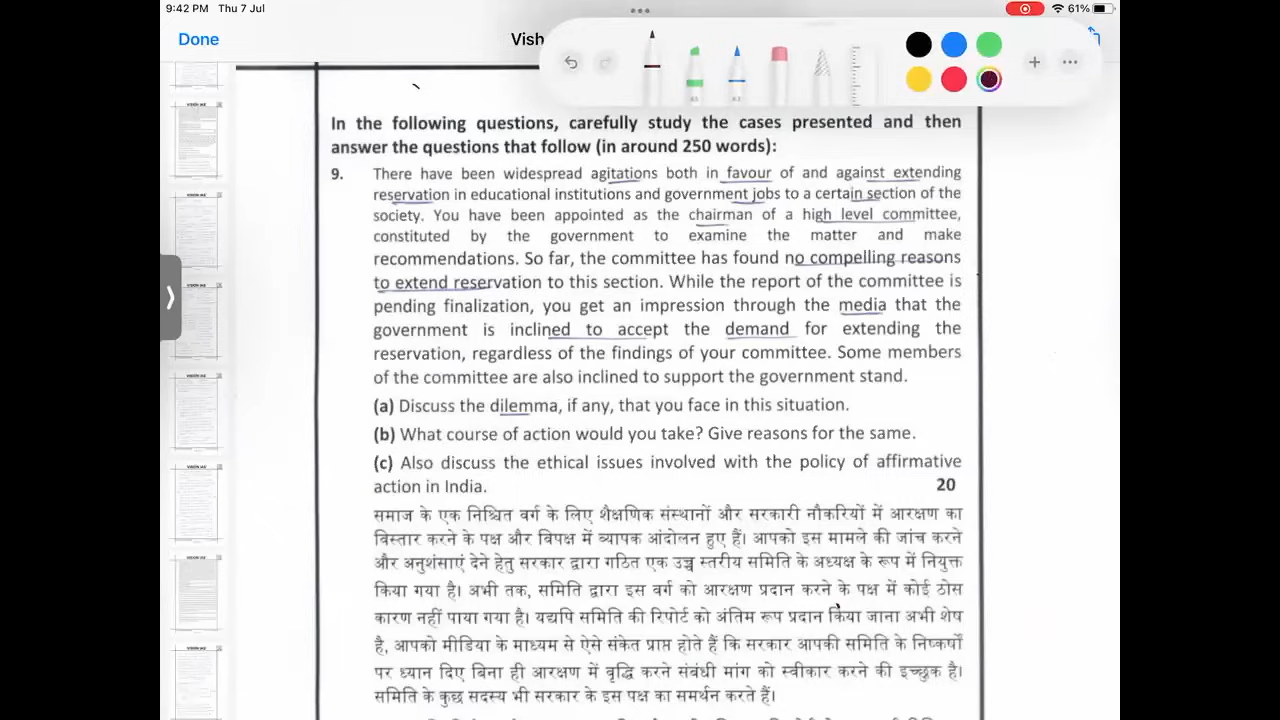 9:42 PM Thu 7 Jul
61%
Done
Vish
In the following questions, carefully study the cases presented and then
answer the questions that follow (in around 250 words):
9. There have been widespread agitations both in favour of and against extending
reservation in educational institutions and government jobs to a certain section of the
society. You have been appointed as the chairman of a high level committee,
constituted by the government to examine the matter and make
recommendations. So far, the committee has found no compelling reasons
to extend reservation to this section. While the report of the committee is
pending finalization, you get an impression through the media that the
government is inclined to accept the demand for extending the
reservation, regardless of the findings of your committee. Some members
of the committee are also inclined to support the government stand.
(a) Discuss the dilemma, if any, that you face in this situation.
(b) What course of action would you take? Give reasons for the same.
(c) Also discuss the ethical issues involved with the policy of affirmative
action in India. 20
समाज के एक निश्चित वर्ग के लिए शैक्षणिक संस्थानों और सरकारी नौकरियों में आरक्षण का
विस्तार करने के पक्ष और विपक्ष में व्यापक आंदोलन हुए हैं। आपको इस मामले की जांच करने
और अनुशंसाएं देने हेतु सरकार द्वारा गठित एक उच्च स्तरीय समिति के अध्यक्ष के रूप में नियुक्त
किया गया है। अभी तक, समिति द्वारा इस वर्ग को आरक्षण प्रदान करने के पक्ष में कोई ठोस
कारण नहीं पाया गया है। यद्यपि समिति की रिपोर्ट को अंतिम रूप प्रदान किया जाना अभी शेष
है, आपको मीडिया के माध्यम से ऐसे संकेत प्राप्त होते हैं कि सरकार आपकी समिति के निष्कर्षों
पर ध्यान दिए बिना ही आरक्षण में वृद्धि करने संबंधी मांग को स्वीकार करने की इच्छुक है।
समिति के कुछ सदस्य भी सरकार के इस पक्ष का समर्थन करते हैं।